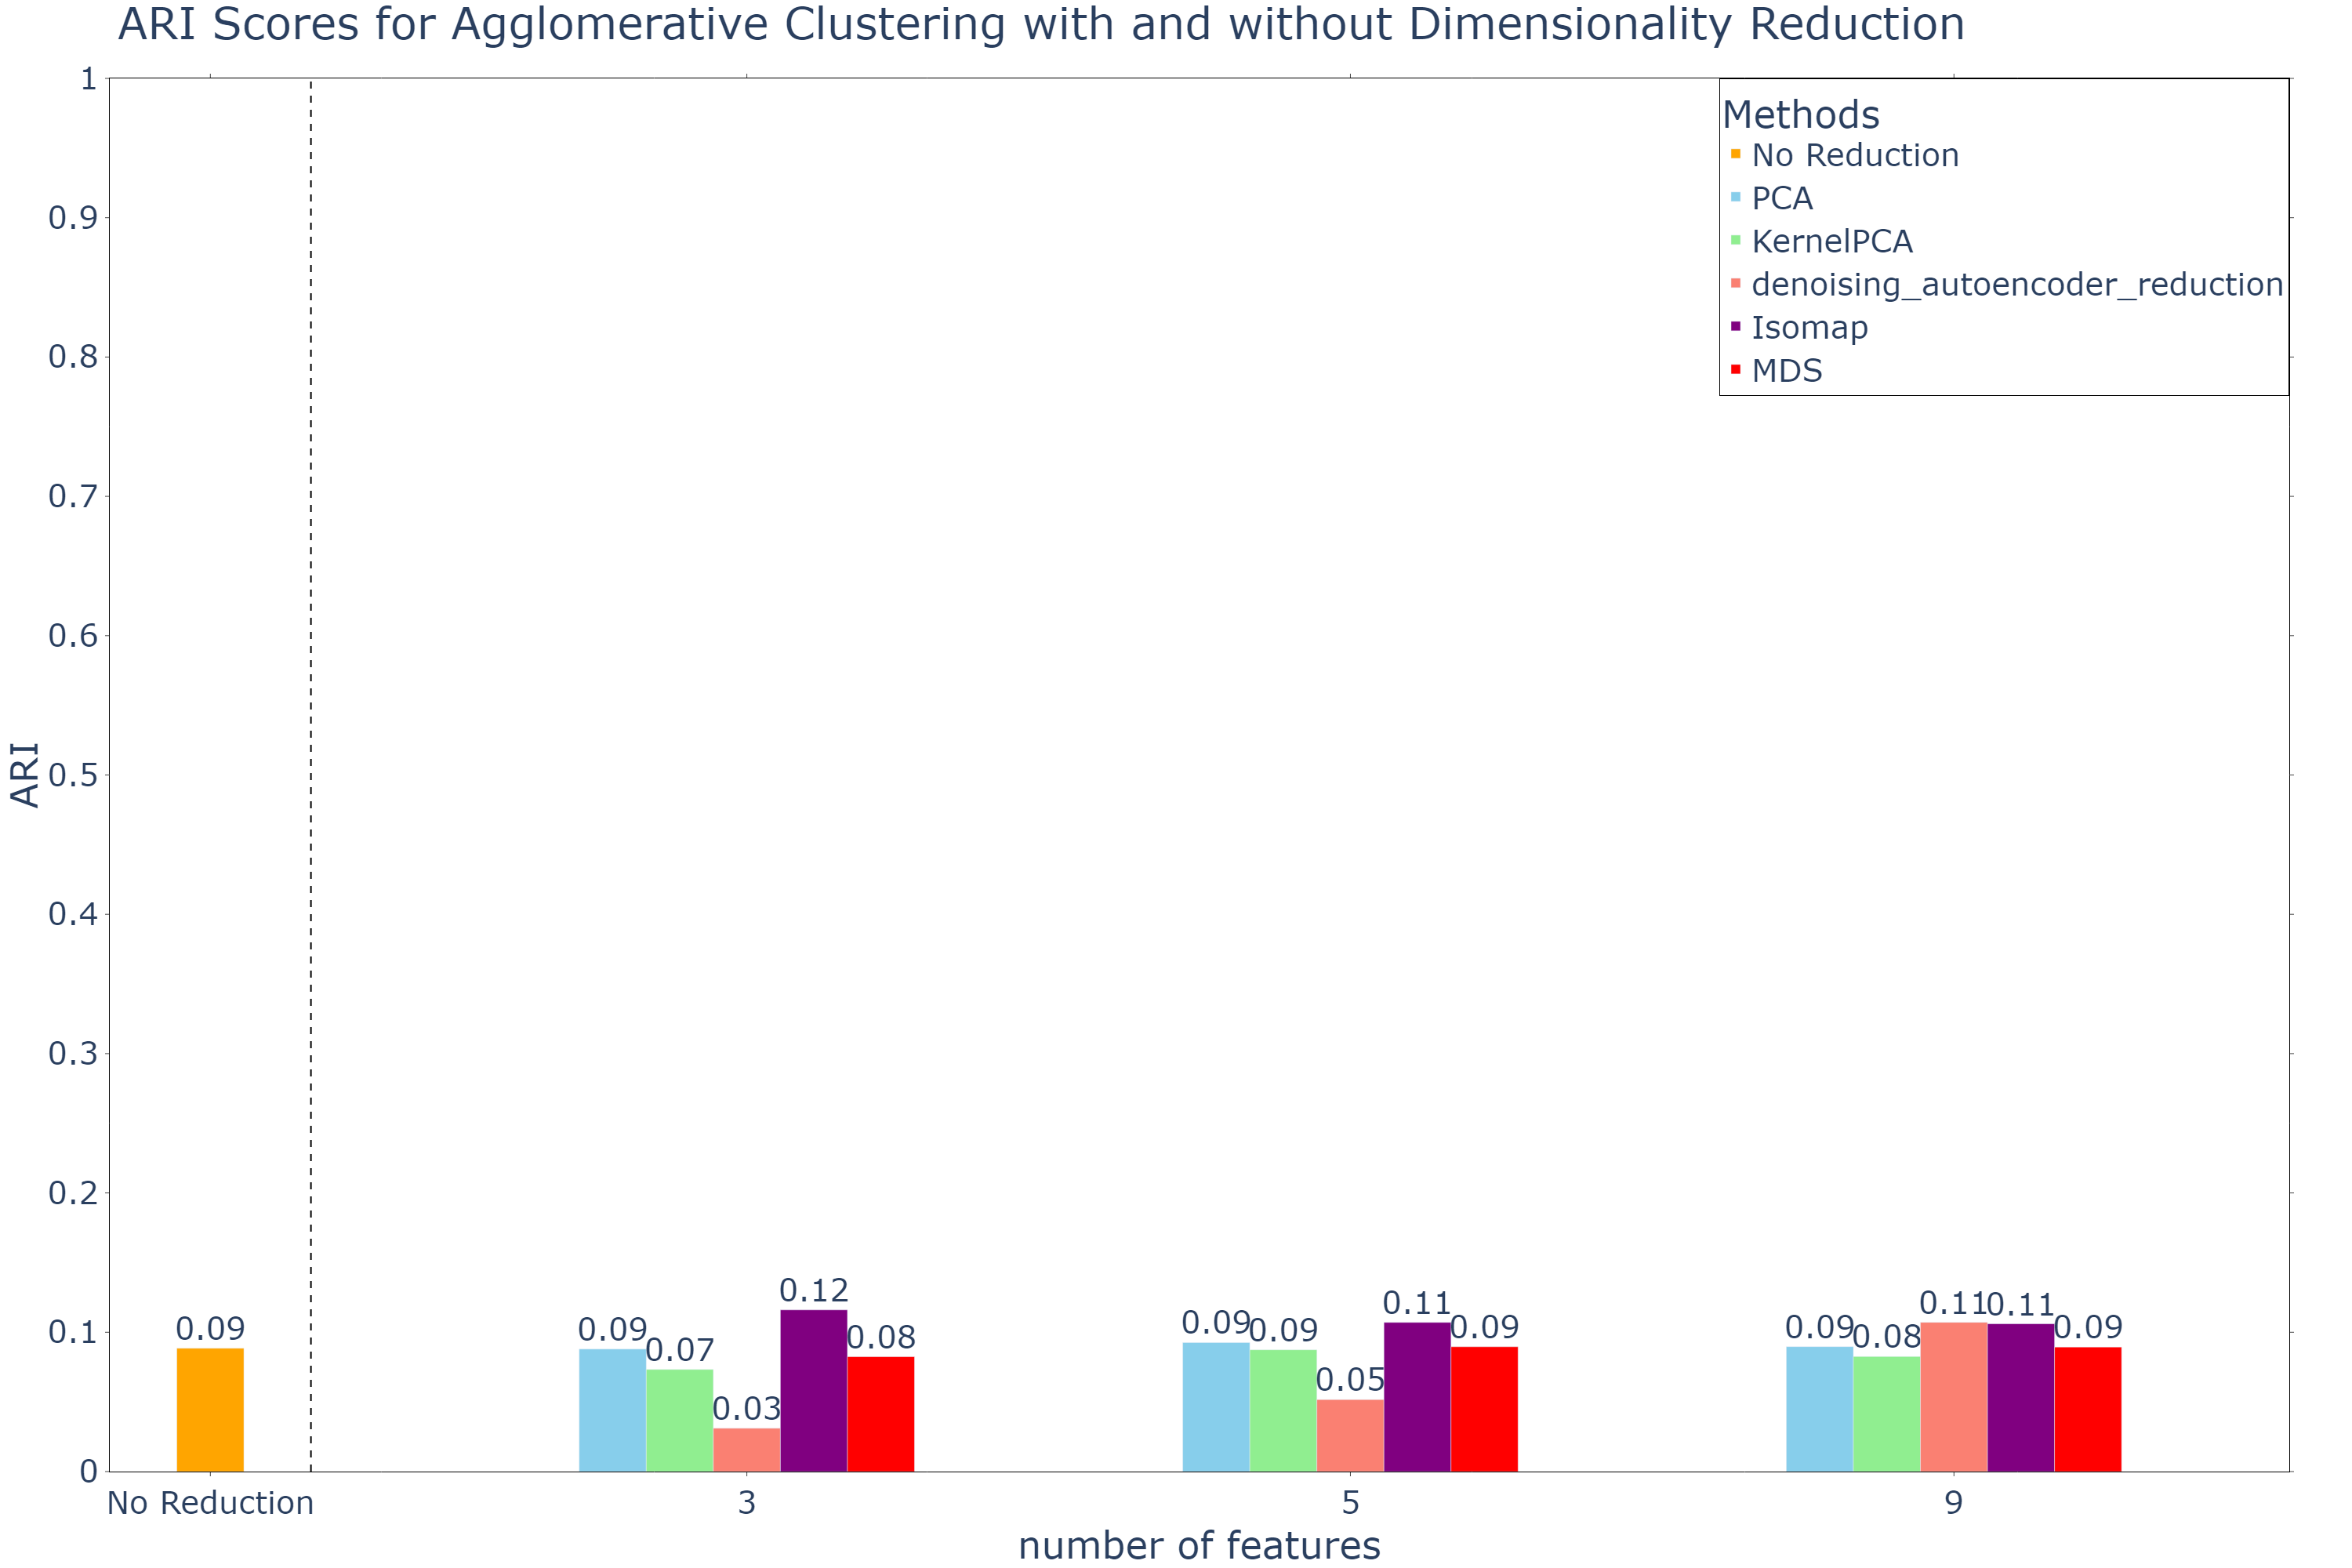 ARI Scores for Agglomerative Clustering with and without Dimensionality Reduction
1
0.9
0.8
0.7
0.6
0.5
0.4
0.3
0.2
0.1
0
ARI
Methods
No Reduction
PCA
KernelPCA
denoising_autoencoder_reduction
Isomap
MDS
0.09
0.09
0.07
0.03
0.12
0.08
0.09
0.09
0.05
0.11
0.09
0.09
0.08
0.11
0.11
0.09
No Reduction
3
5
9
number of features